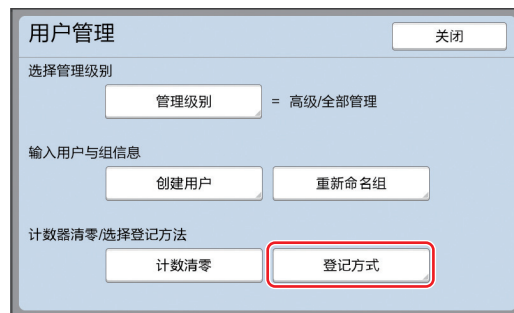 用户管理 关闭
选择管理级别
管理级别 = 高级/全部管理
输入用户与组信息
创建用户 重新命名组
计数器清零/选择登记方法
计数清零 登记方式